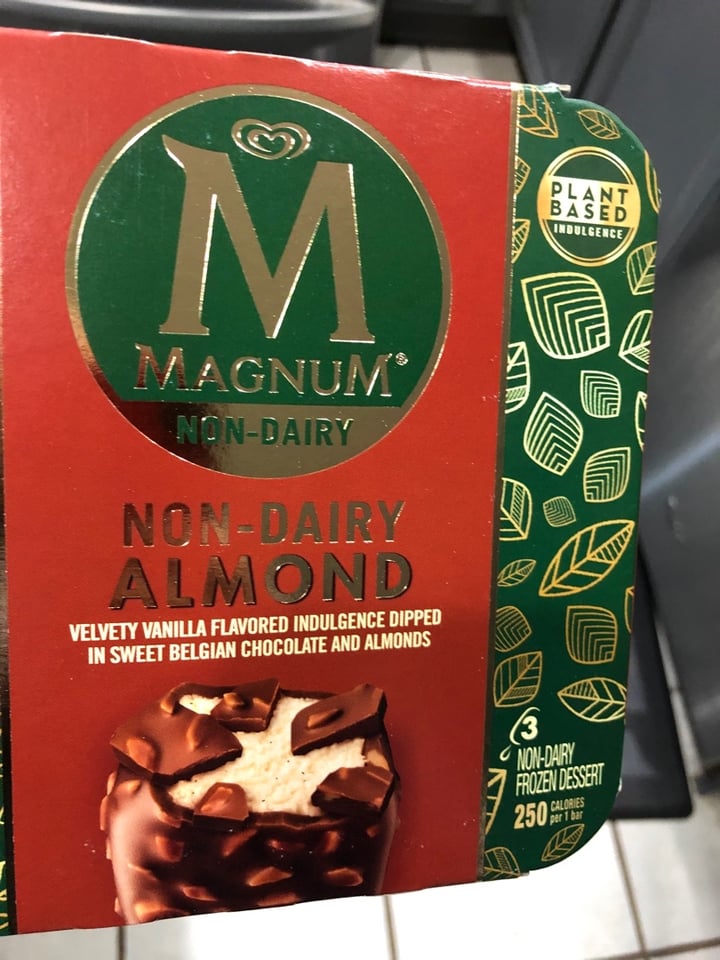 M
MAGNUM®
NON-DAIRY
NON-DAIRY
ALMOND
VELVETY VANILLA FLAVORED INDULGENCE DIPPED
IN SWEET BELGIAN CHOCOLATE AND ALMONDS
PLANT
BASED
INDULGENCE
3
NON-DAIRY
FROZEN DESSERT
250 CALORIES
per 1 bar